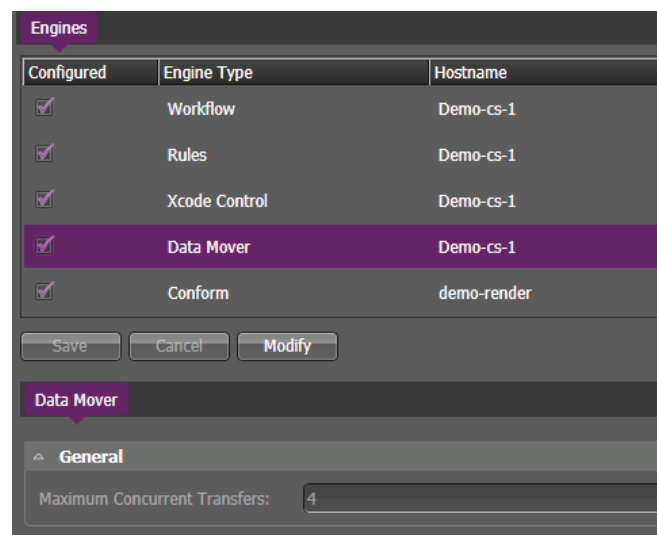 Engines
Configured Engine Type Hostname
Workflow Demo-cs-1
Rules Demo-cs-1
Xcode Control Demo-cs-1
Data Mover Demo-cs-1
Conform demo-render
Save Cancel Modify
Data Mover
General
Maximum Concurrent Transfers: 4